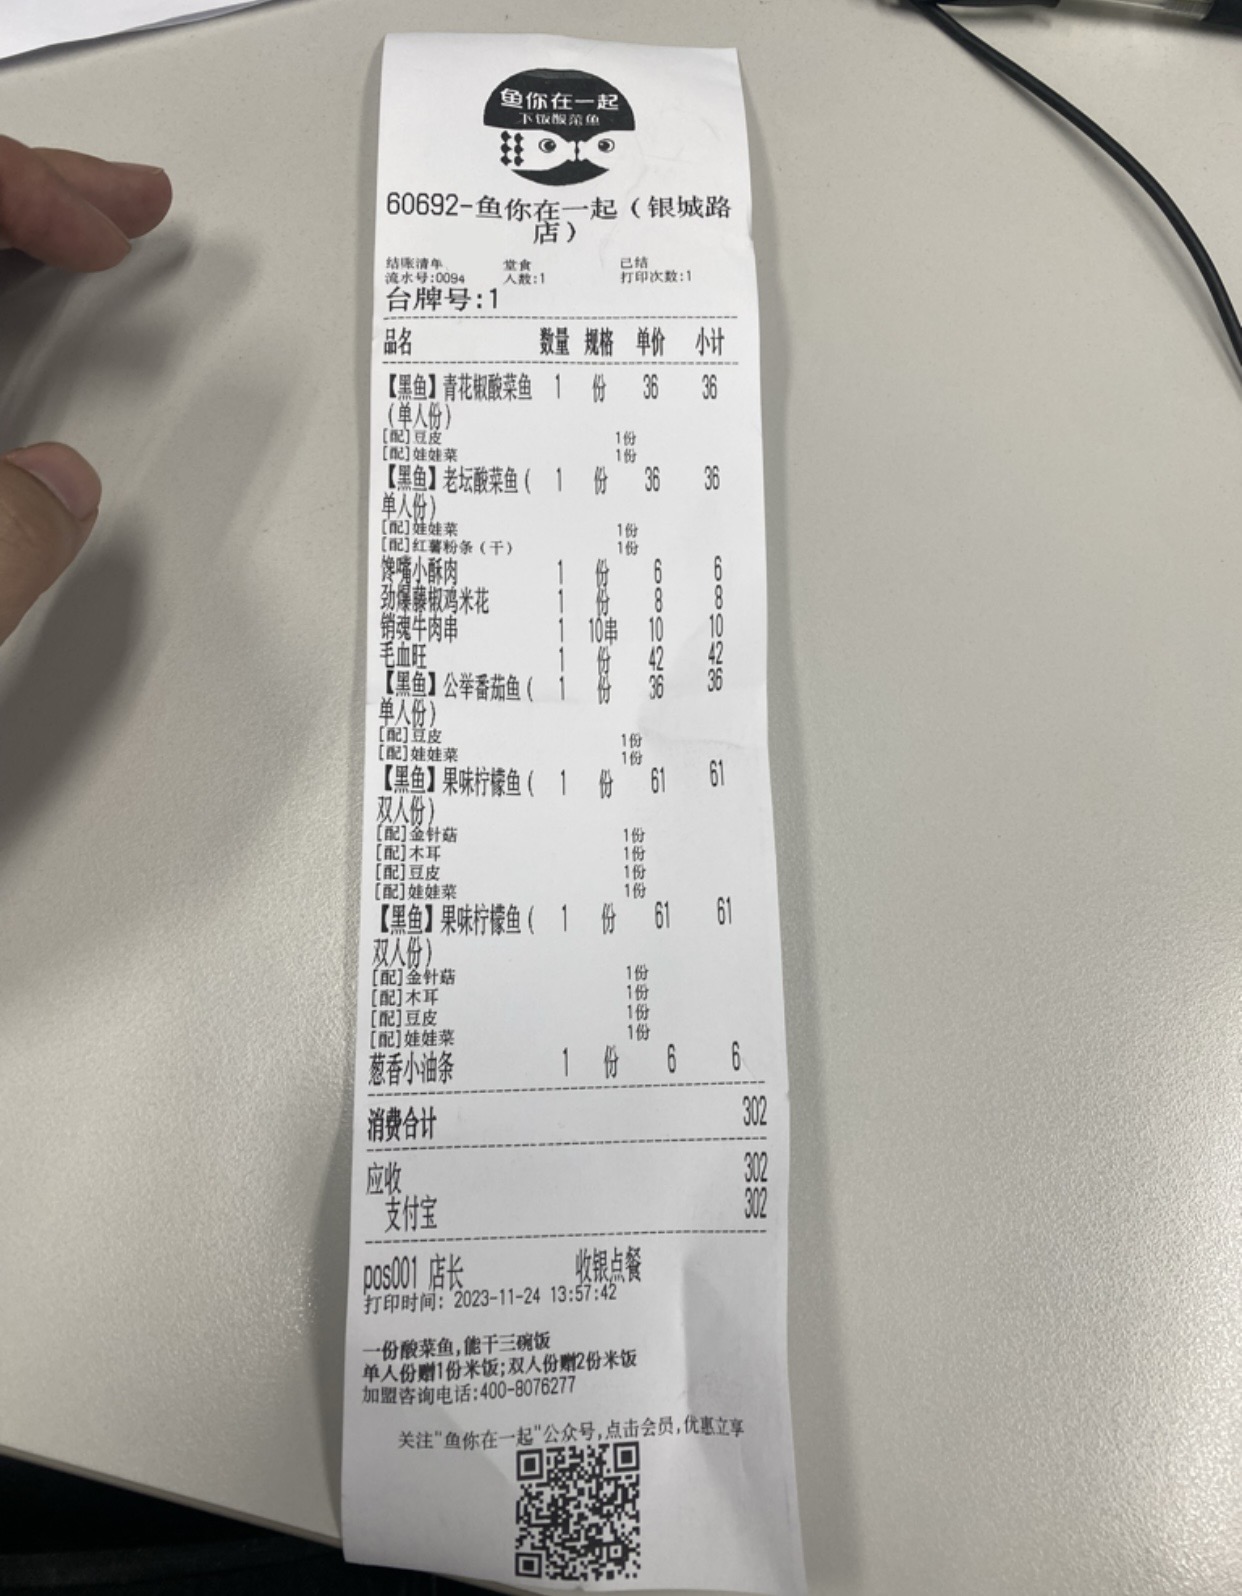 鱼你在一起
下饭酸菜鱼
60692-鱼你在一起（银城路
店）
结账清单 堂食 已结
流水号:0094 人数:1 打印次数:1
台牌号:1
品名 数量 规格 单价 小计
【黑鱼】青花椒酸菜鱼 1 份 36 36
（单人份）
[配]豆皮 1份
[配]娃娃菜 1份
【黑鱼】老坛酸菜鱼( 1 份 36 36
单人份)
[配]娃娃菜 1份
[配]红薯粉条（干） 1份
馋嘴小酥肉 1 份 6 6
劲爆藤椒鸡米花 1 份 8 8
销魂牛肉串 1 10串 10 10
毛血旺 1 份 42 42
【黑鱼】公举番茄鱼( 1 份 36 36
单人份)
[配]豆皮 1份
[配]娃娃菜 1份
【黑鱼】果味柠檬鱼( 1 份 61 61
双人份)
[配]金针菇 1份
[配]木耳 1份
[配]豆皮 1份
[配]娃娃菜 1份
【黑鱼】果味柠檬鱼( 1 份 61 61
双人份)
[配]金针菇 1份
[配]木耳 1份
[配]豆皮 1份
[配]娃娃菜 1份
葱香小油条 1 份 6 6
消费合计 302
应收 302
支付宝 302
pos001 店长 收银点餐
打印时间: 2023-11-24 13:57:42
一份酸菜鱼,能干三碗饭
单人份赠1份米饭;双人份赠2份米饭
加盟咨询电话:400-8076277
关注"鱼你在一起"公众号,点击会员,优惠立享